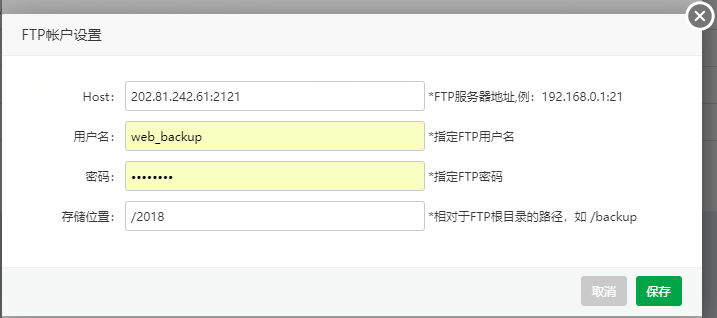 FTP帐户设置
Host： 202.81.242.61:2121 *FTP服务器地址,例：192.168.0.1:21
用户名： web_backup *指定FTP用户名
密码： •••••••• *指定FTP密码
存储位置： /2018 *相对于FTP根目录的路径，如 /backup
取消 保存